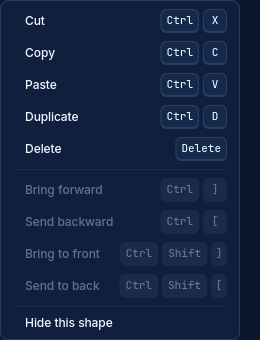 Cut Ctrl X
Copy Ctrl C
Paste Ctrl V
Duplicate Ctrl D
Delete Delete
Bring forward Ctrl ]
Send backward Ctrl [
Bring to front Ctrl Shift ]
Send to back Ctrl Shift [
Hide this shape